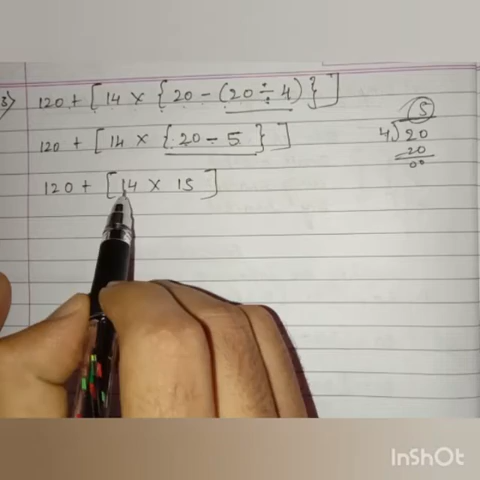 3) 120 + [ 14 × { 20 - (20 ÷ 4) } ]
120 + [ 14 × { 20 - 5 } ]
120 + [ 14 × 15 ]
5
4) 20
20
00
InShOt